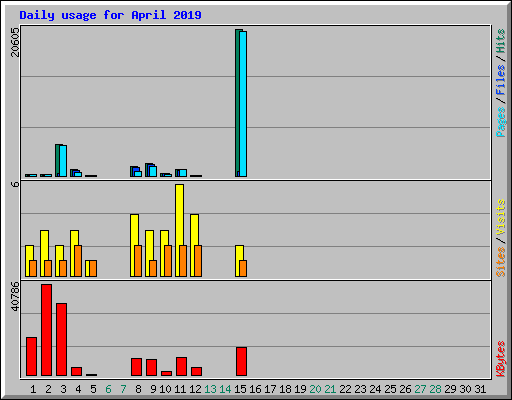 Daily usage for April 2019
20605
Pages / Files / Hits
6
Sites / Visits
40786
KBytes
1 2 3 4 5 6 7 8 9 10 11 12 13 14 15 16 17 18 19 20 21 22 23 24 25 26 27 28 29 30 31